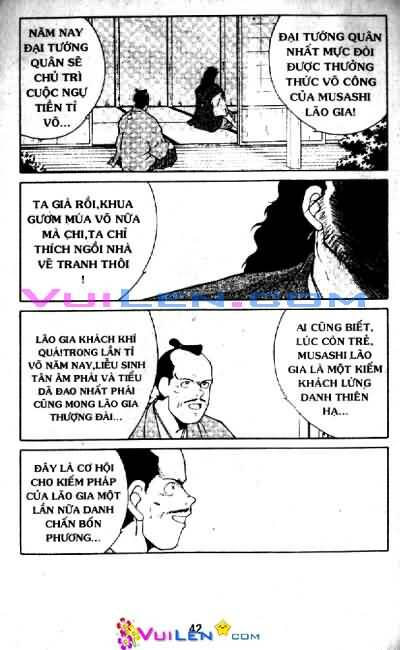 NĂM NAY
ĐẠI TƯỚNG
QUÂN SẼ
CHỦ TRÌ
CUỘC NGỰ
TIỀN TỈ
VÕ...
ĐẠI TƯỚNG QUÂN
NHẤT MỰC ĐÒI
ĐƯỢC THƯỞNG
THỨC VÕ CÔNG
CỦA MUSASHI
LÃO GIA!
TA GIÀ RỒI, KHUA
GƯƠM MÚA VÕ NỮA
MÀ CHI, TA CHỈ
THÍCH NGỒI NHÀ
VẼ TRANH THÔI
!
VUILEN.COM
LÃO GIA KHÁCH KHÍ
QUÁ! TRONG LẦN TỈ
VÕ NĂM NAY, LIỄU SINH
TÂN ÂM PHÁI VÀ TIỂU
DÃ ĐAO NHẤT PHÁI
CŨNG MONG LÃO GIA
THƯỢNG ĐÀI...
AI CŨNG BIẾT,
LÚC CÒN TRẺ,
MUSASHI LÃO
GIA LÀ MỘT KIẾM
KHÁCH LỪNG
DANH THIÊN
HẠ...
ĐÂY LÀ CƠ HỘI
CHO KIẾM PHÁP
CỦA LÃO GIA MỘT
LẦN NỮA DANH
CHẤN BỐN
PHƯƠNG...
42
VUILEN.COM